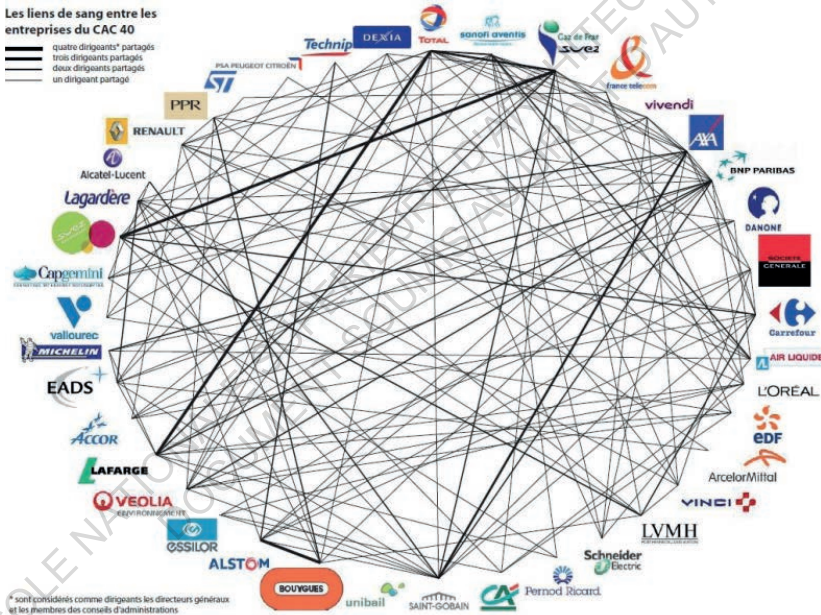 Les liens de sang entre les
entreprises du CAC 40
quatre dirigeants* partagés
trois dirigeants partagés
deux dirigeants partagés
un dirigeant partagé
Technip
DEXIA
TOTAL
sanofi aventis
Gaz de Fran
SUEZ
france telecom
vivendi
AXA
BNP PARIBAS
DANONE
SOCIETE
GENERALE
Carrefour
AIR LIQUIDE
L'ORÉAL
eDF
ArcelorMittal
VINCI
LVMH
Schneider
Electric
Pernod Ricard
CA
SAINT-GOBAIN
unibail
BOUYGUES
ALSTOM
essilor
VEOLIA
ENVIRONNEMENT
LAFARGE
ACCOR
EADS
MICHELIN
vallourec
Capgemini
Lagardère
Alcatel-Lucent
RENAULT
PPR
ST
PSA PEUGEOT CITROËN
* sont considérés comme dirigeants les directeurs généraux
et les membres des conseils d'administrations